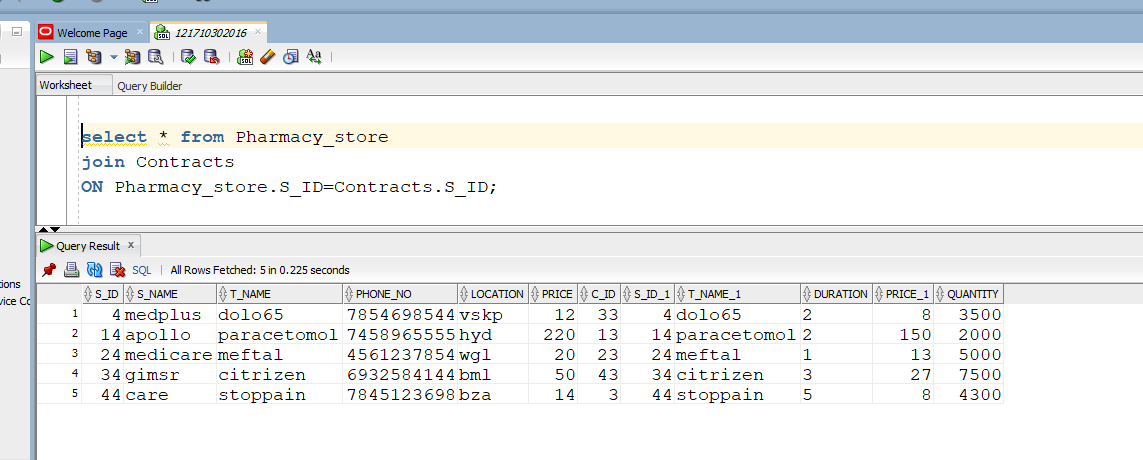 Welcome Page
121710302016
Worksheet
Query Builder
select * from Pharmacy_store
join Contracts
ON Pharmacy_store.S_ID=Contracts.S_ID;
Query Result
SQL | All Rows Fetched: 5 in 0.225 seconds
S_ID S_NAME T_NAME PHONE_NO LOCATION PRICE C_ID S_ID_1 T_NAME_1 DURATION PRICE_1 QUANTITY
1 4 medplus dolo65 7854698544 vskp 12 33 4 dolo65 2 8 3500
2 14 apollo paracetomol 7458965555 hyd 220 13 14 paracetomol 2 150 2000
3 24 medicare meftal 4561237854 wgl 20 23 24 meftal 1 13 5000
4 34 gimsr citrizen 6932584144 bml 50 43 34 citrizen 3 27 7500
5 44 care stoppain 7845123698 bza 14 3 44 stoppain 5 8 4300
tions
vice Co